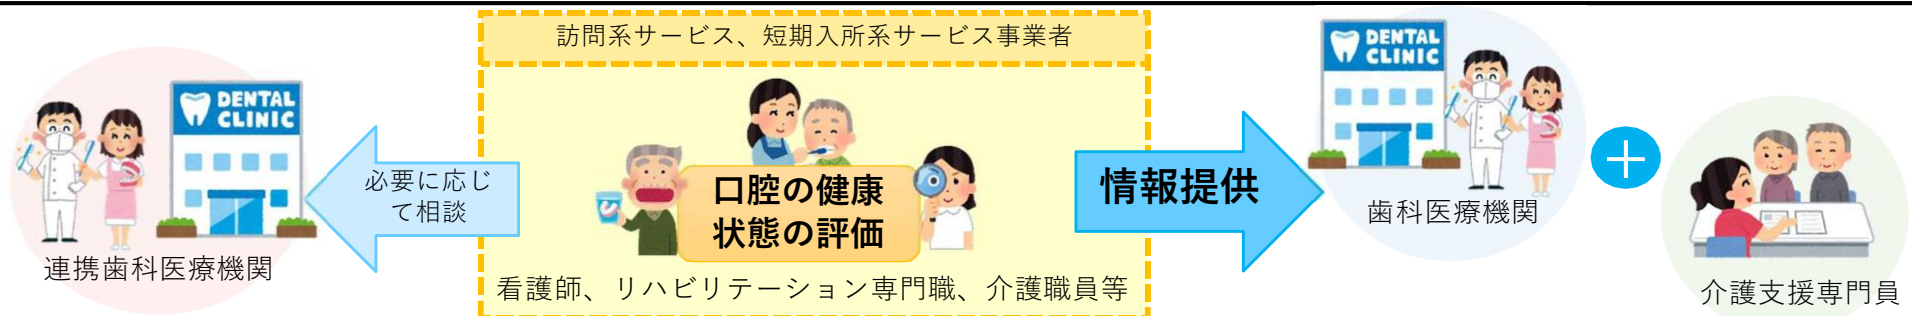 訪問系サービス、短期入所系サービス事業者
DENTAL
CLINIC
必要に応じ
て相談
連携歯科医療機関
口腔の健康
状態の評価
看護師、リハビリテーション専門職、介護職員等
情報提供
DENTAL
CLINIC
歯科医療機関
＋
介護支援専門員